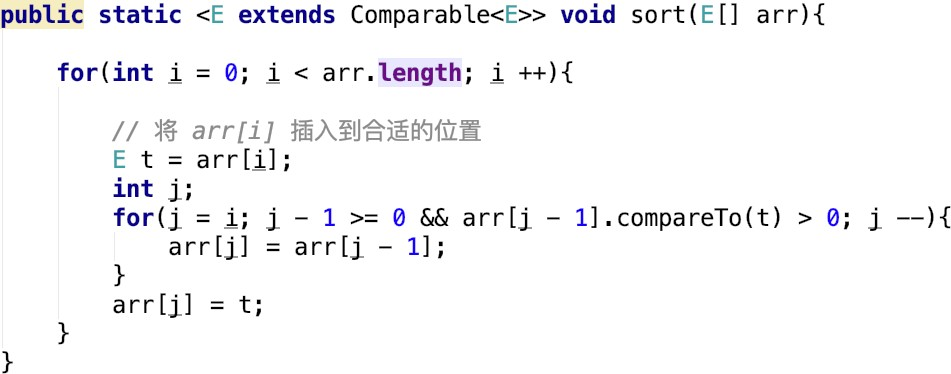 public static <E extends Comparable<E>> void sort(E[] arr){
for(int i = 0; i < arr.length; i ++){
// 将 arr[i] 插入到合适的位置
E t = arr[i];
int j;
for(j = i; j - 1 >= 0 && arr[j - 1].compareTo(t) > 0; j --){
arr[j] = arr[j - 1];
}
arr[j] = t;
}
}